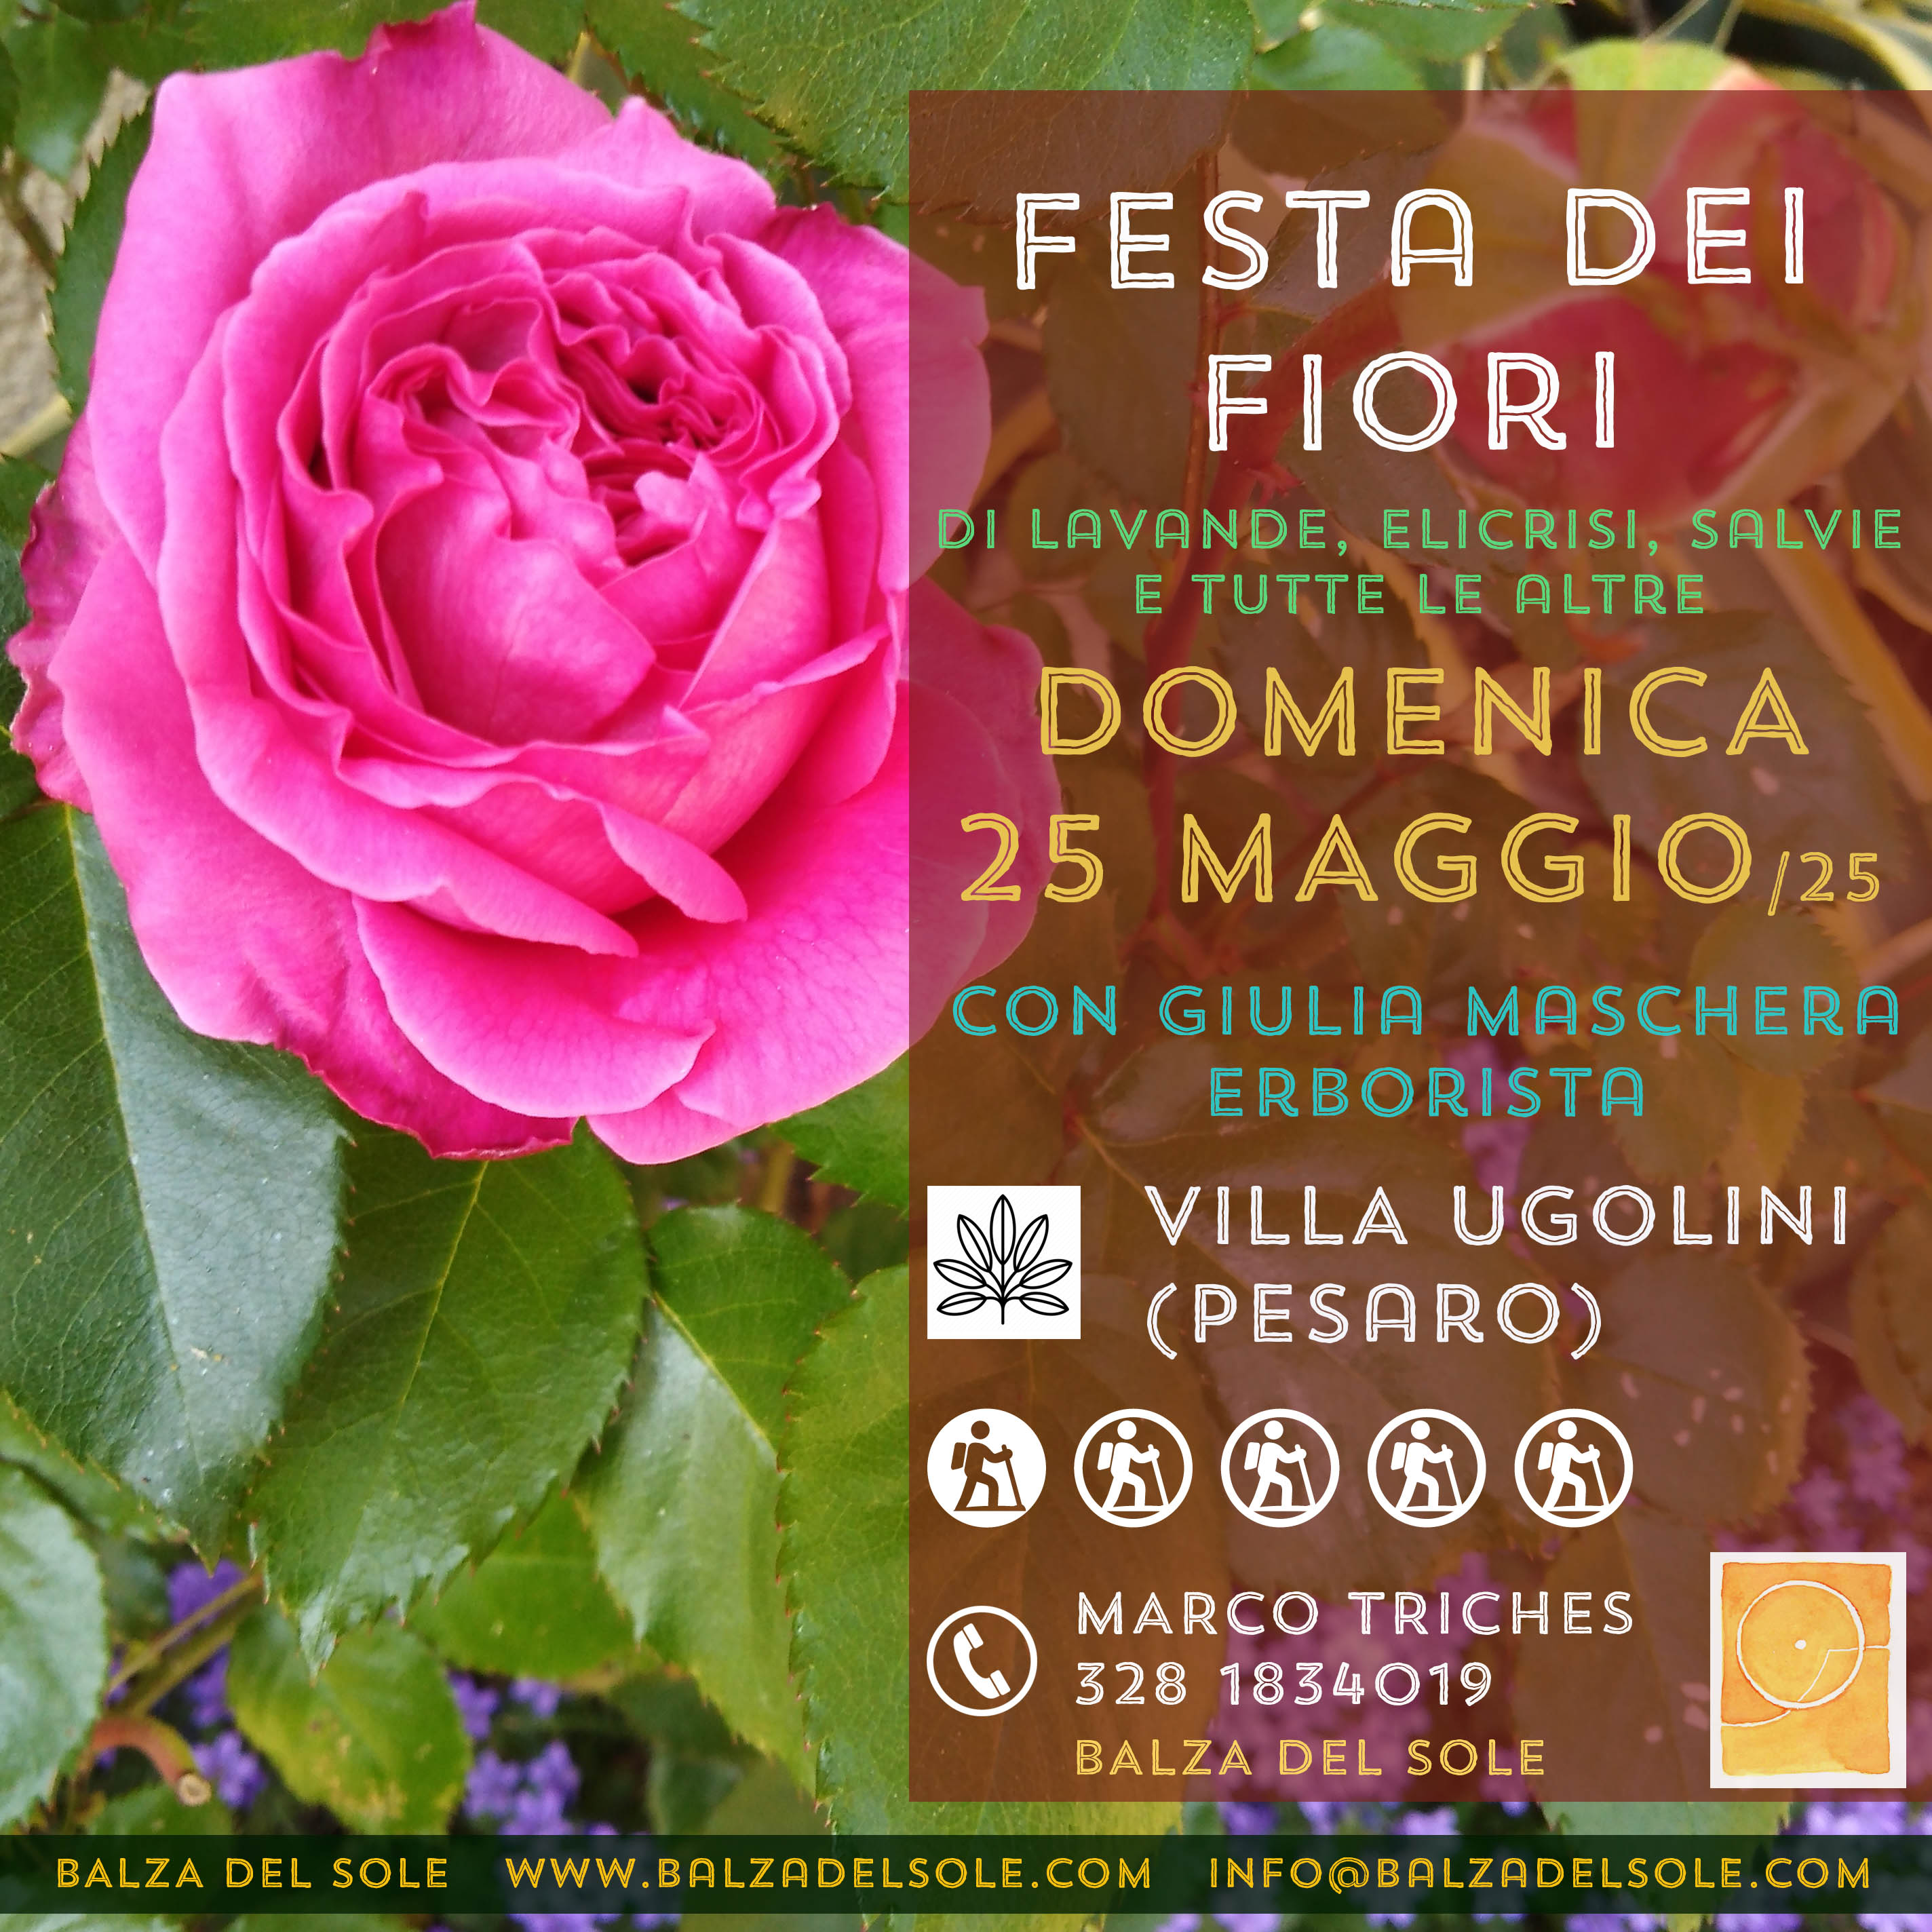 FESTA DEI
FIORI
DI LAVANDE, ELICRISI, SALVIE
E TUTTE LE ALTRE
DOMENICA
25 MAGGIO/25
CON GIULIA MASCHERA
ERBORISTA
VILLA UGOLINI
(PESARO)
MARCO TRICHES
328 1834019
BALZA DEL SOLE
BALZA DEL SOLE WWW.BALZADELSOLE.COM INFO@BALZADELSOLE.COM